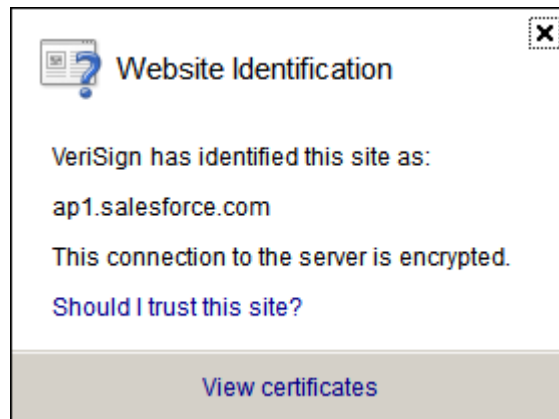 Website Identification
VeriSign has identified this site as:
ap1.salesforce.com
This connection to the server is encrypted.
Should I trust this site?
View certificates